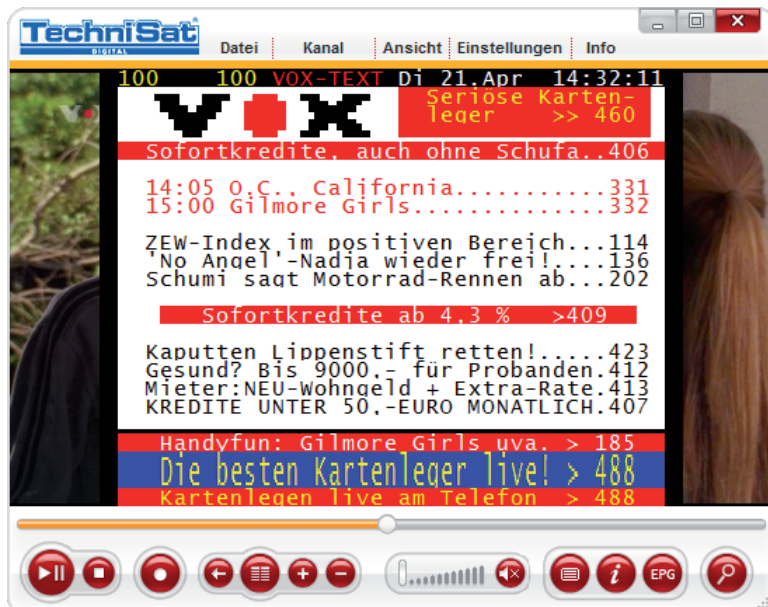 TechniSat
DIGITAL
Datei Kanal Ansicht Einstellungen Info
100 100 VOX-TEXT Di 21.Apr 14:32:11
VOX
Seriöse Karten-
leger >> 460
Sofortkredite, auch ohne Schufa..406
14:05 O.C., California...........331
15:00 Gilmore Girls..............332
ZEW-Index im positiven Bereich...114
'No Angel'-Nadja wieder frei!....136
Schumi sagt Motorrad-Rennen ab...202
Sofortkredite ab 4,3 % >409
Kaputten Lippenstift retten!.....423
Gesund? Bis 9000,- für Probanden.412
Mieter:NEU-Wohngeld + Extra-Rate.413
KREDITE UNTER 50,-EURO MONATLICH.407
Handyfun: Gilmore Girls uva. > 185
Die besten Kartenleger live! > 488
Kartenlegen live am Telefon > 488
i EPG